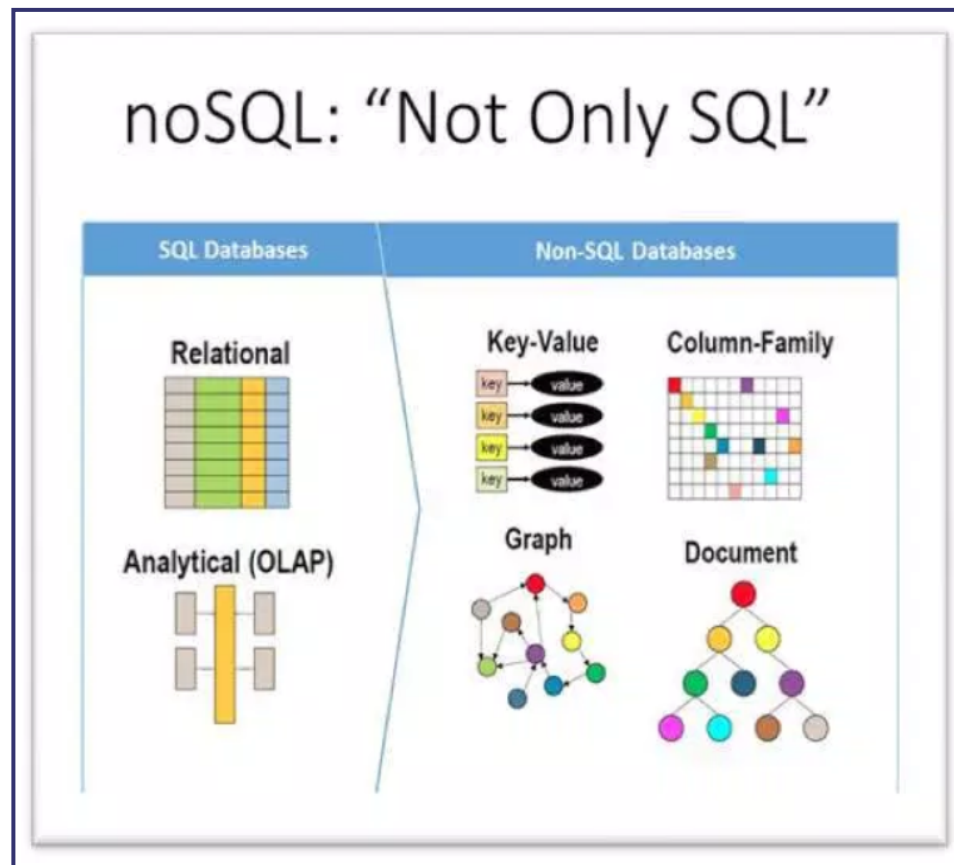 noSQL: “Not Only SQL”
SQL Databases
Non-SQL Databases
Relational
Analytical (OLAP)
Key-Value
key value
key value
key value
key value
Column-Family
Graph
Document